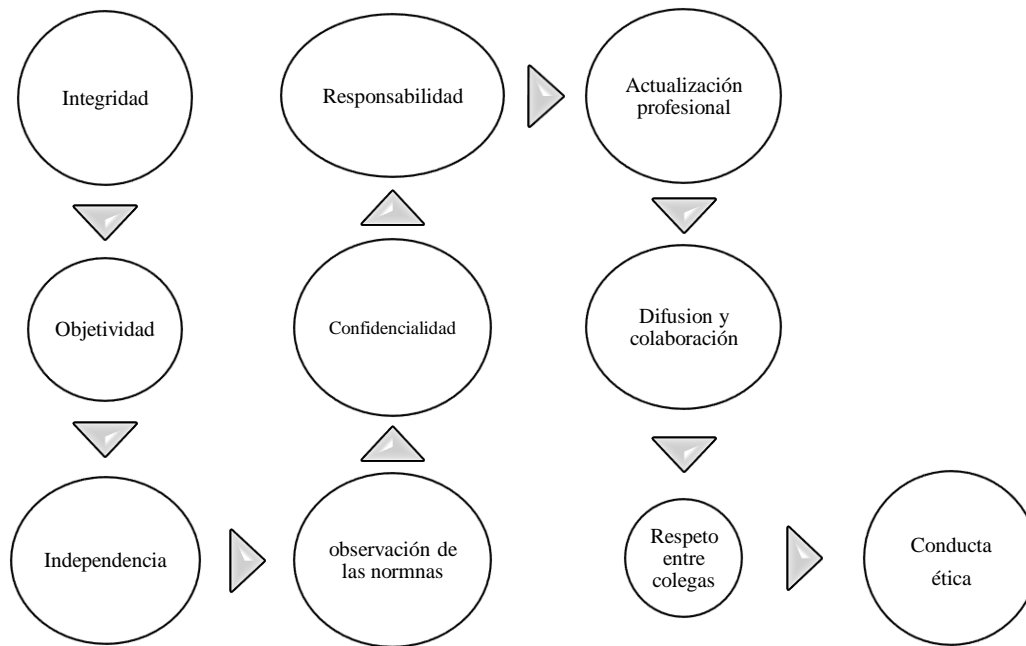 Integridad
Objetividad
Independencia
observación de
las normnas
Confidencialidad
Responsabilidad
Actualización
profesional
Difusion y
colaboración
Respeto
entre
colegas
Conducta
ética